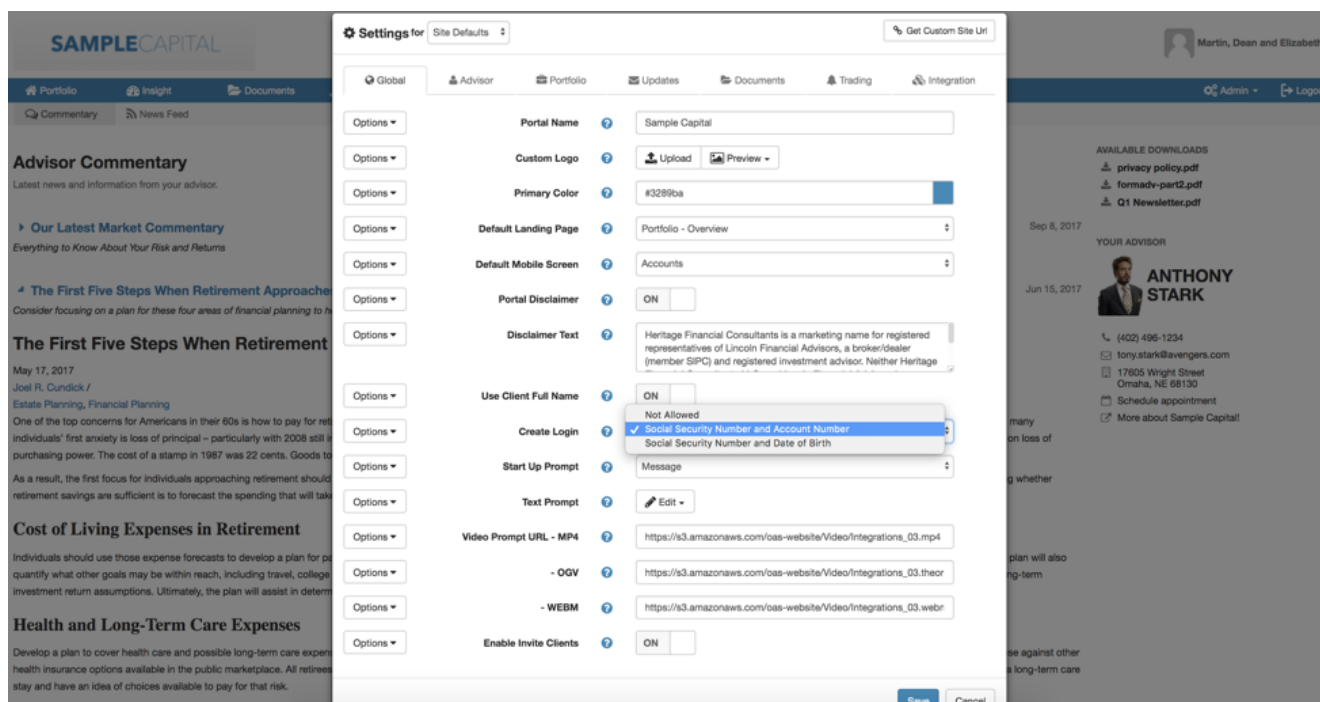 SAMPLECAPITAL
Martin, Dean and Elizabeth
Portfolio
Insight
Documents
Admin
Commentary
News Feed
Advisor Commentary
Latest news and information from your advisor.
Our Latest Market Commentary
Everything to Know About Your Risk and Returns
Sep 8, 2017
The First Five Steps When Retirement Approache
Consider focusing on a plan for these four areas of financial planning to
Jun 15, 2017
The First Five Steps When Retirement
May 17, 2017
Joel R. Cundick /
Estate Planning, Financial Planning
One of the top concerns for Americans in their 60s is how to pay for
many
individuals' first anxiety is loss of principal – particularly with 2008 still
on loss of
purchasing power. The cost of a stamp in 1987 was 22 cents. Goods to
As a result, the first focus for individuals approaching retirement should
whether
retirement savings are sufficient is to forecast the spending that will
Cost of Living Expenses in Retirement
Individuals should use those expense forecasts to develop a plan for
plan will also
quantify what other goals may be within reach, including travel, college
ng-term
investment return assumptions. Ultimately, the plan will assist in
Health and Long-Term Care Expenses
Develop a plan to cover health care and possible long-term care
se against other
health insurance options available in the public marketplace. All retirees
a long-term care
stay and have an idea of choices available to pay for that risk.
AVAILABLE DOWNLOADS
privacy policy.pdf
formadv-part2.pdf
Q1 Newsletter.pdf
YOUR ADVISOR
ANTHONY
STARK
(402) 496-1234
tony.stark@avengers.com
17605 Wright Street
Omaha, NE 68130
Schedule appointment
More about Sample Capital!
Settings for Site Defaults
Get Custom Site Url
Global
Advisor
Portfolio
Updates
Documents
Trading
Integration
Options Portal Name Sample Capital
Options Custom Logo Upload Preview
Options Primary Color #3289ba
Options Default Landing Page Portfolio - Overview
Options Default Mobile Screen Accounts
Options Portal Disclaimer ON
Options Disclaimer Text Heritage Financial Consultants is a marketing name for registered
representatives of Lincoln Financial Advisors, a broker/dealer
(member SIPC) and registered investment advisor. Neither Heritage
Options Use Client Full Name ON
Not Allowed
Options Create Login Social Security Number and Account Number
Social Security Number and Date of Birth
Options Start Up Prompt Message
Options Text Prompt Edit
Options Video Prompt URL - MP4 https://s3.amazonaws.com/oas-website/Video/Integrations_03.mp4
Options - OGV https://s3.amazonaws.com/oas-website/Video/Integrations_03.theor
Options - WEBM https://s3.amazonaws.com/oas-website/Video/Integrations_03.webr
Options Enable Invite Clients ON
Save Cancel